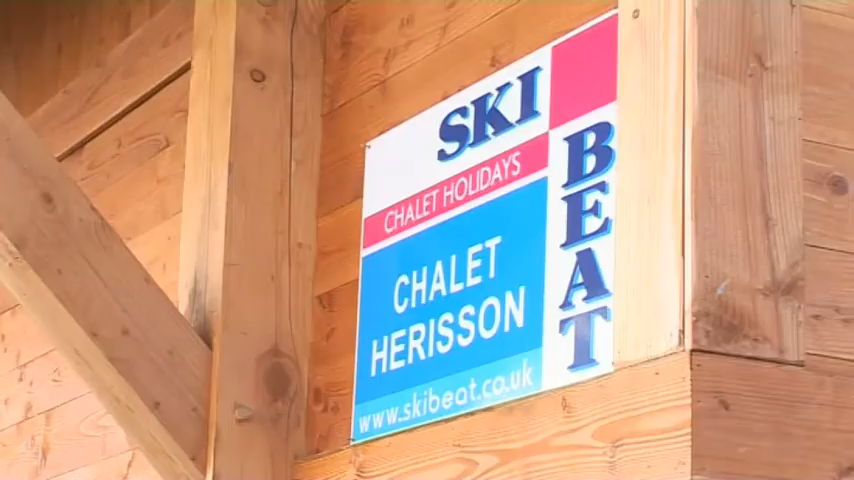 SKI
BEAT
CHALET HOLIDAYS
CHALET
HERISSON
www.skibeat.co.uk